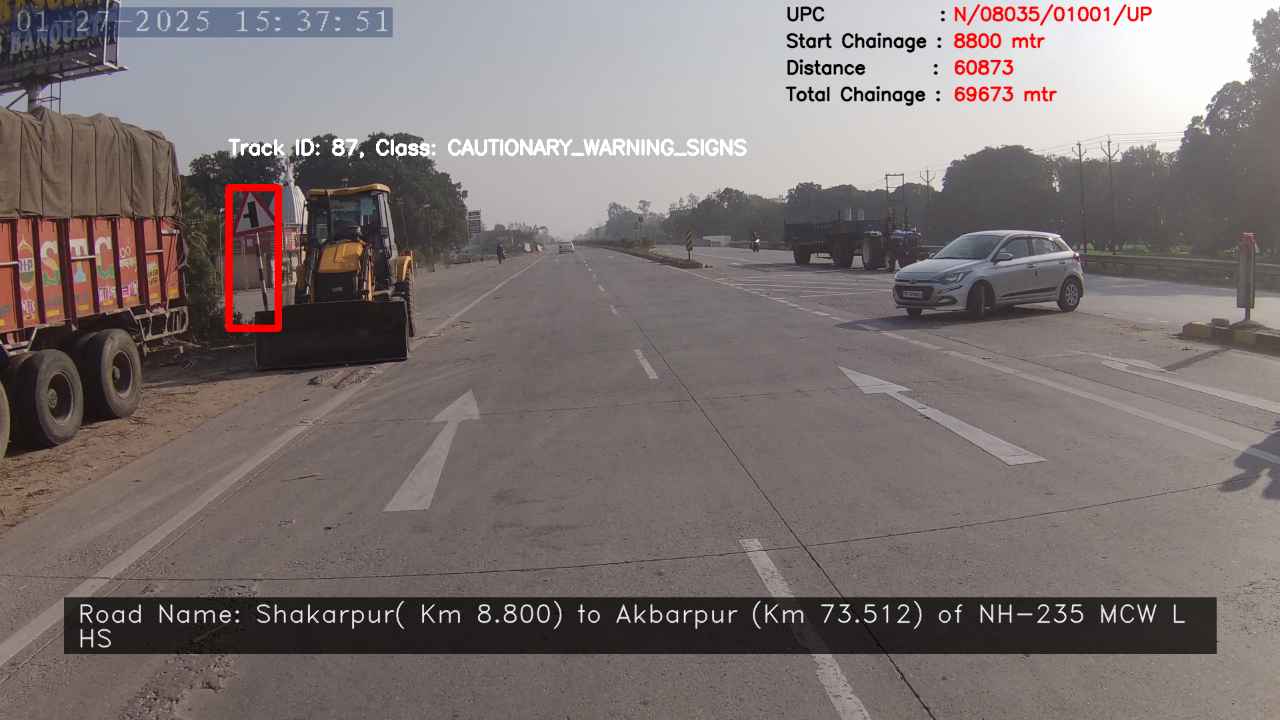 01-27-2025 15:37:51
BANQUET
UPC : N/08035/01001/UP
Start Chainage : 8800 mtr
Distance : 60873
Total Chainage : 69673 mtr
Track ID: 87, Class: CAUTIONARY_WARNING_SIGNS
STC
Road Name: Shakarpur( Km 8.800) to Akbarpur (Km 73.512) of NH-235 MCW L
HS